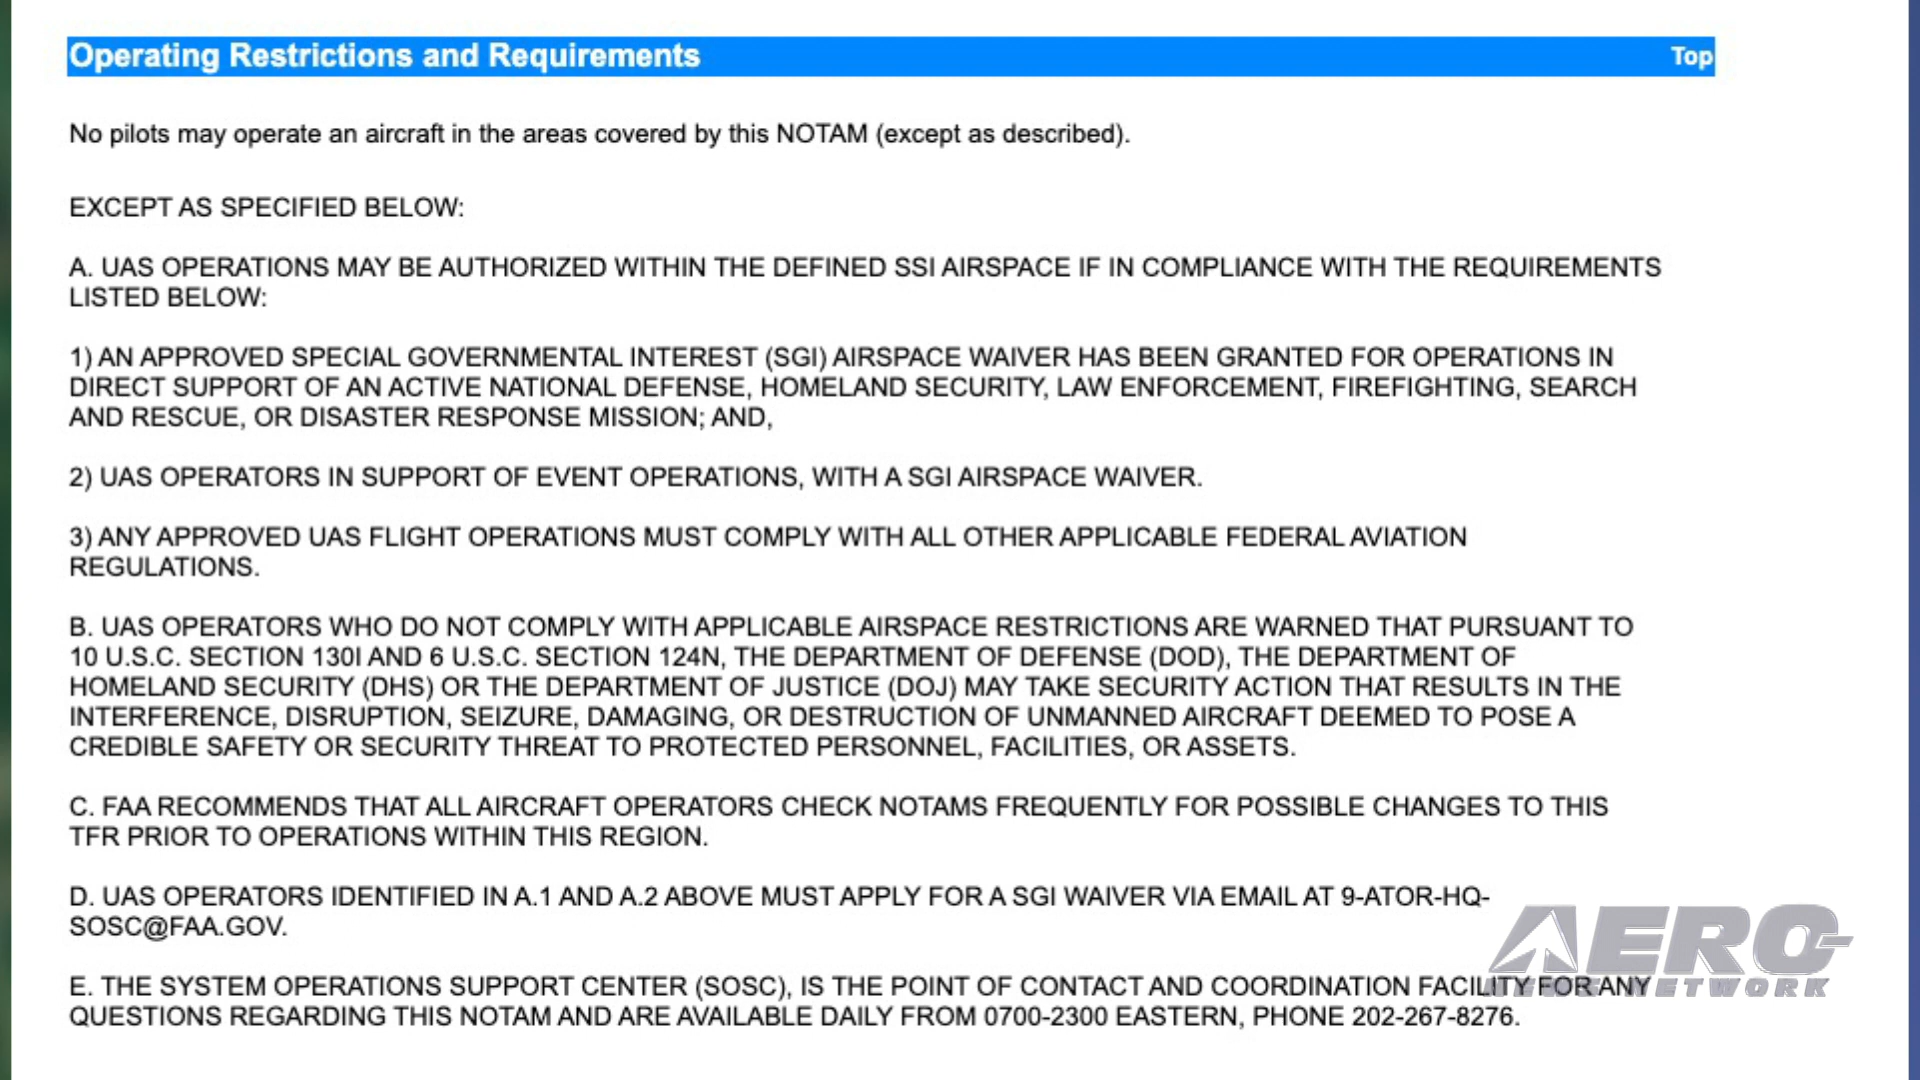 Operating Restrictions and Requirements Top
No pilots may operate an aircraft in the areas covered by this NOTAM (except as described).
EXCEPT AS SPECIFIED BELOW:
A. UAS OPERATIONS MAY BE AUTHORIZED WITHIN THE DEFINED SSI AIRSPACE IF IN COMPLIANCE WITH THE REQUIREMENTS
LISTED BELOW:
1) AN APPROVED SPECIAL GOVERNMENTAL INTEREST (SGI) AIRSPACE WAIVER HAS BEEN GRANTED FOR OPERATIONS IN
DIRECT SUPPORT OF AN ACTIVE NATIONAL DEFENSE, HOMELAND SECURITY, LAW ENFORCEMENT, FIREFIGHTING, SEARCH
AND RESCUE, OR DISASTER RESPONSE MISSION; AND,
2) UAS OPERATORS IN SUPPORT OF EVENT OPERATIONS, WITH A SGI AIRSPACE WAIVER.
3) ANY APPROVED UAS FLIGHT OPERATIONS MUST COMPLY WITH ALL OTHER APPLICABLE FEDERAL AVIATION
REGULATIONS.
B. UAS OPERATORS WHO DO NOT COMPLY WITH APPLICABLE AIRSPACE RESTRICTIONS ARE WARNED THAT PURSUANT TO
10 U.S.C. SECTION 130I AND 6 U.S.C. SECTION 124N, THE DEPARTMENT OF DEFENSE (DOD), THE DEPARTMENT OF
HOMELAND SECURITY (DHS) OR THE DEPARTMENT OF JUSTICE (DOJ) MAY TAKE SECURITY ACTION THAT RESULTS IN THE
INTERFERENCE, DISRUPTION, SEIZURE, DAMAGING, OR DESTRUCTION OF UNMANNED AIRCRAFT DEEMED TO POSE A
CREDIBLE SAFETY OR SECURITY THREAT TO PROTECTED PERSONNEL, FACILITIES, OR ASSETS.
C. FAA RECOMMENDS THAT ALL AIRCRAFT OPERATORS CHECK NOTAMS FREQUENTLY FOR POSSIBLE CHANGES TO THIS
TFR PRIOR TO OPERATIONS WITHIN THIS REGION.
D. UAS OPERATORS IDENTIFIED IN A.1 AND A.2 ABOVE MUST APPLY FOR A SGI WAIVER VIA EMAIL AT 9-ATOR-HQ-
SOSC@FAA.GOV.
E. THE SYSTEM OPERATIONS SUPPORT CENTER (SOSC), IS THE POINT OF CONTACT AND COORDINATION FACILITY FOR ANY
QUESTIONS REGARDING THIS NOTAM AND ARE AVAILABLE DAILY FROM 0700-2300 EASTERN, PHONE 202-267-8276.
AERO-
NEWS NETWORK